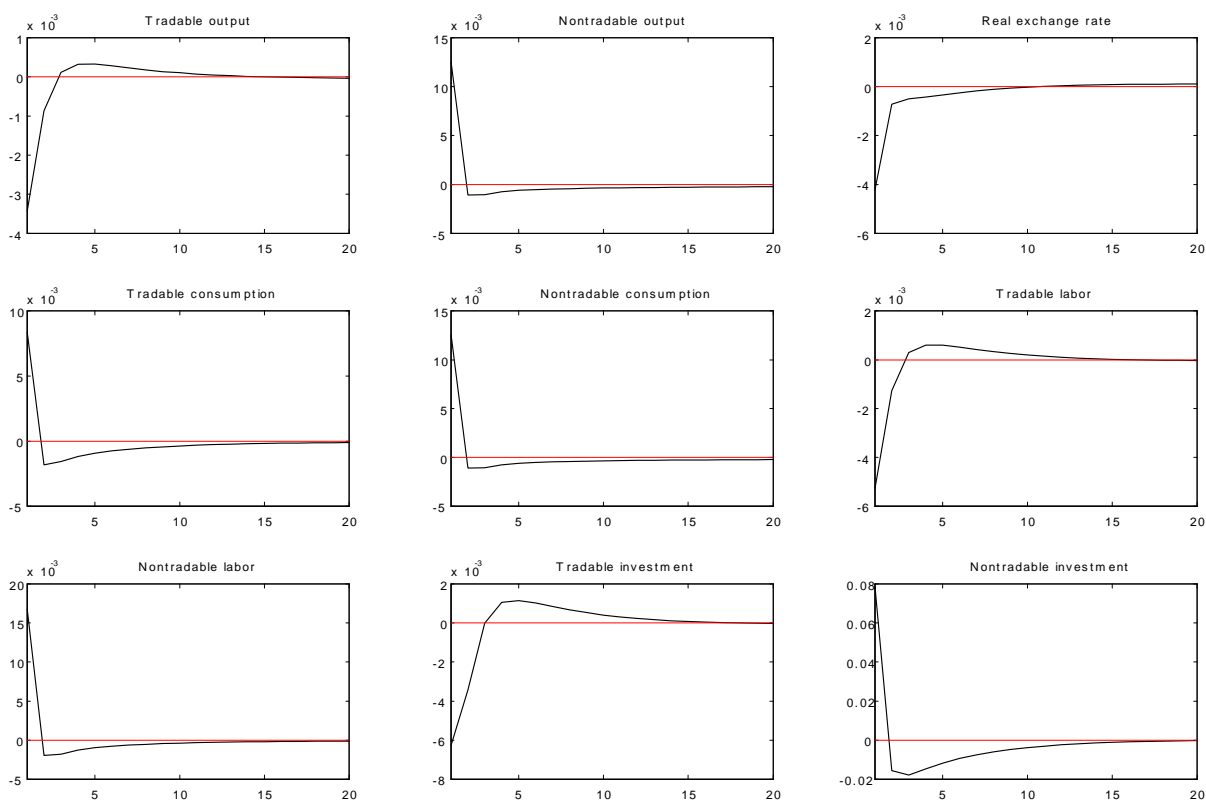 Tradable output
x 10^-3
1
0
-1
-2
-3
-4
5 10 15 20
Nontradable output
x 10^-3
15
10
5
0
-5
5 10 15 20
Real exchange rate
x 10^-3
2
0
-2
-4
-6
5 10 15 20
Tradable consumption
x 10^-3
10
5
0
-5
5 10 15 20
Nontradable consumption
x 10^-3
15
10
5
0
-5
5 10 15 20
Tradable labor
x 10^-3
2
0
-2
-4
-6
5 10 15 20
Nontradable labor
x 10^-3
20
15
10
5
0
-5
5 10 15 20
Tradable investment
x 10^-3
2
0
-2
-4
-6
-8
5 10 15 20
Nontradable investment
0.08
0.06
0.04
0.02
0
-0.02
5 10 15 20